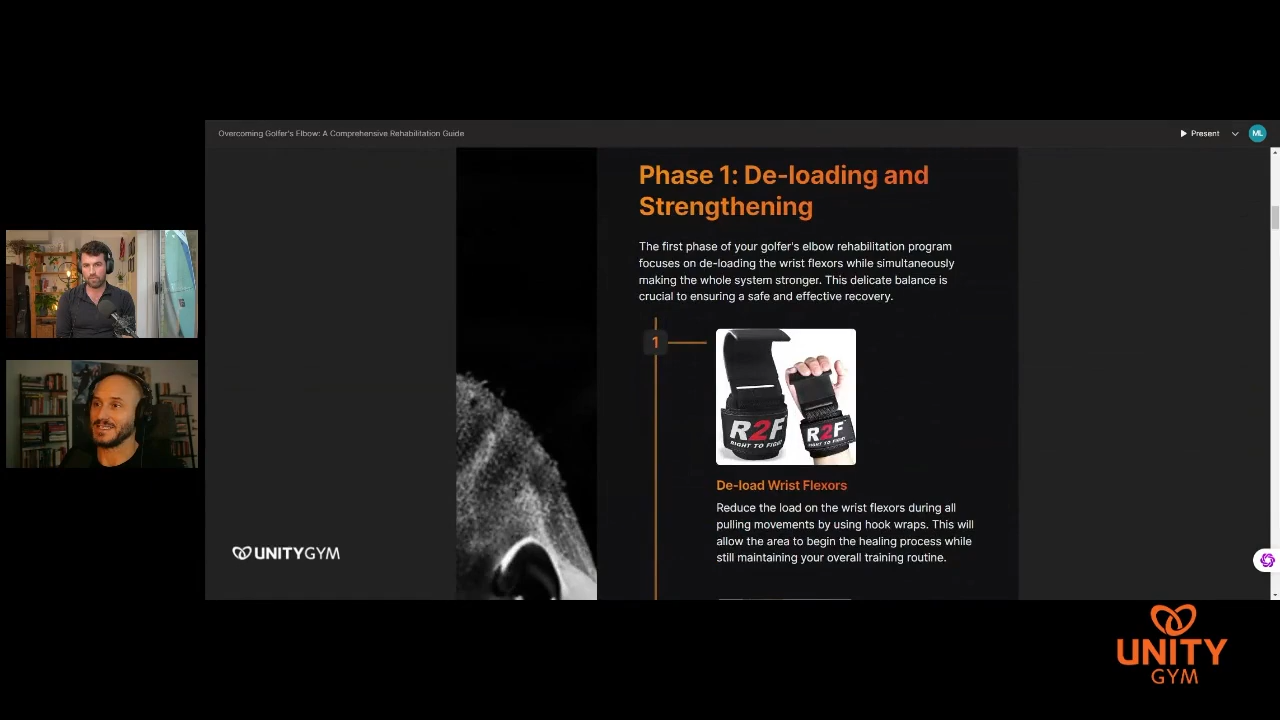 Overcoming Golfer's Elbow: A Comprehensive Rehabilitation Guide
Present
ML
Phase 1: De-loading and
Strengthening
The first phase of your golfer's elbow rehabilitation program
focuses on de-loading the wrist flexors while simultaneously
making the whole system stronger. This delicate balance is
crucial to ensuring a safe and effective recovery.
1
R2F
RIGHT TO FIGHT
R2F
RIGHT TO FIGHT
De-load Wrist Flexors
Reduce the load on the wrist flexors during all
pulling movements by using hook wraps. This will
allow the area to begin the healing process while
still maintaining your overall training routine.
UNITYGYM
UNITY
GYM